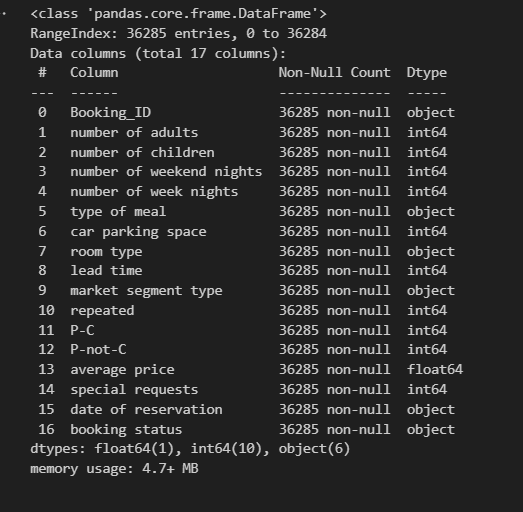 <class 'pandas.core.frame.DataFrame'>
RangeIndex: 36285 entries, 0 to 36284
Data columns (total 17 columns):
 #   Column                    Non-Null Count  Dtype
---  ------                    --------------  -----
 0   Booking_ID                36285 non-null  object
 1   number of adults          36285 non-null  int64
 2   number of children        36285 non-null  int64
 3   number of weekend nights  36285 non-null  int64
 4   number of week nights     36285 non-null  int64
 5   type of meal              36285 non-null  object
 6   car parking space         36285 non-null  int64
 7   room type                 36285 non-null  object
 8   lead time                 36285 non-null  int64
 9   market segment type       36285 non-null  object
 10  repeated                  36285 non-null  int64
 11  P-C                       36285 non-null  int64
 12  P-not-C                   36285 non-null  int64
 13  average price             36285 non-null  float64
 14  special requests          36285 non-null  int64
 15  date of reservation       36285 non-null  object
 16  booking status            36285 non-null  object
dtypes: float64(1), int64(10), object(6)
memory usage: 4.7+ MB